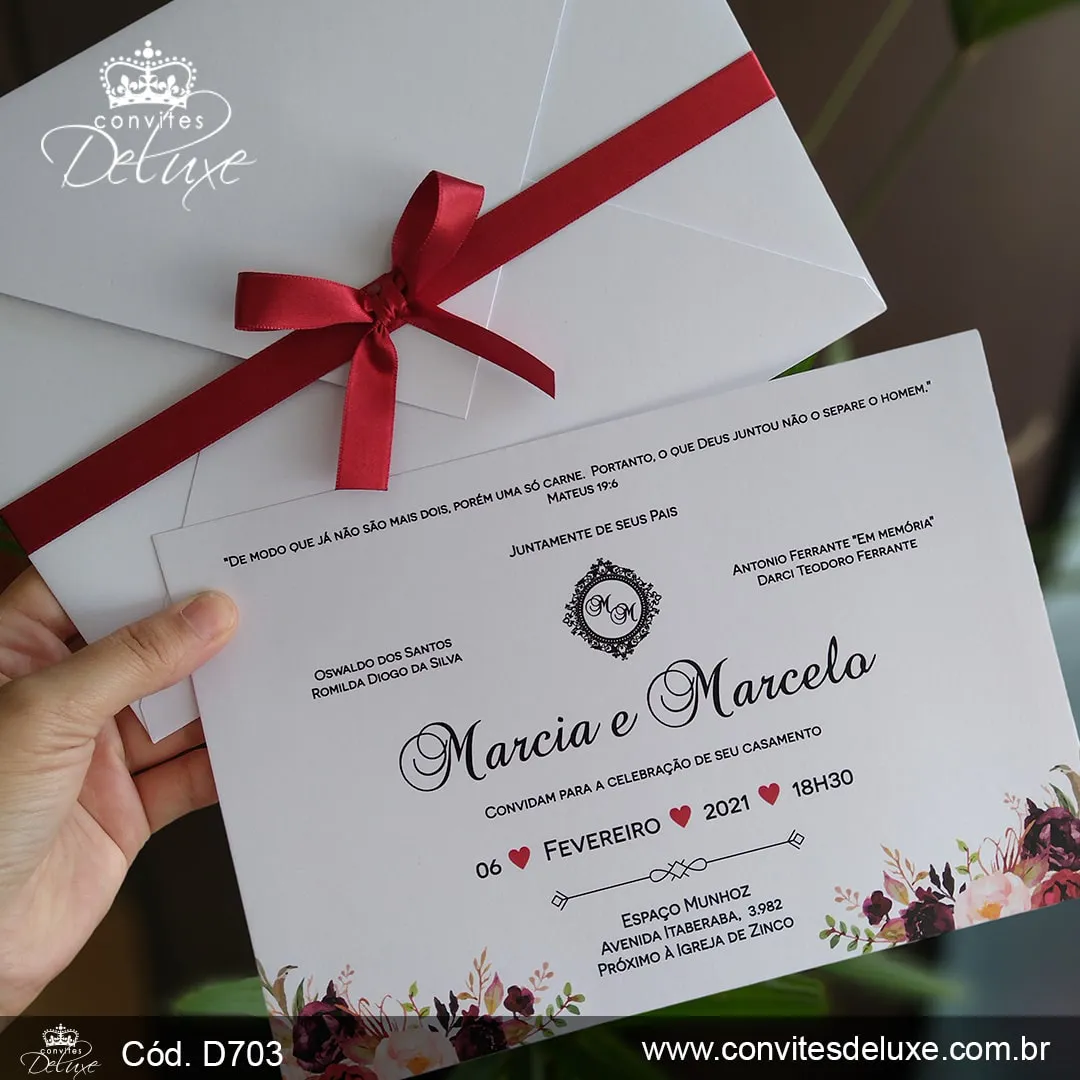 convites
Deluxe
"De modo que já não são mais dois, porém uma só carne. Portanto, o que Deus juntou não o separe o homem."
Mateus 19:6
Juntamente de seus Pais
Oswaldo dos Santos
Romilda Diogo da Silva
Antonio Ferrante "Em memória"
Darci Teodoro Ferrante
M M
Marcia e Marcelo
Convidam para a celebração de seu casamento
06 ♥ Fevereiro ♥ 2021 ♥ 18H30
Espaço Munhoz
Avenida Itaberaba, 3.982
Próximo à Igreja de Zinco
convites
Deluxe
Cód. D703
www.convitesdeluxe.com.br